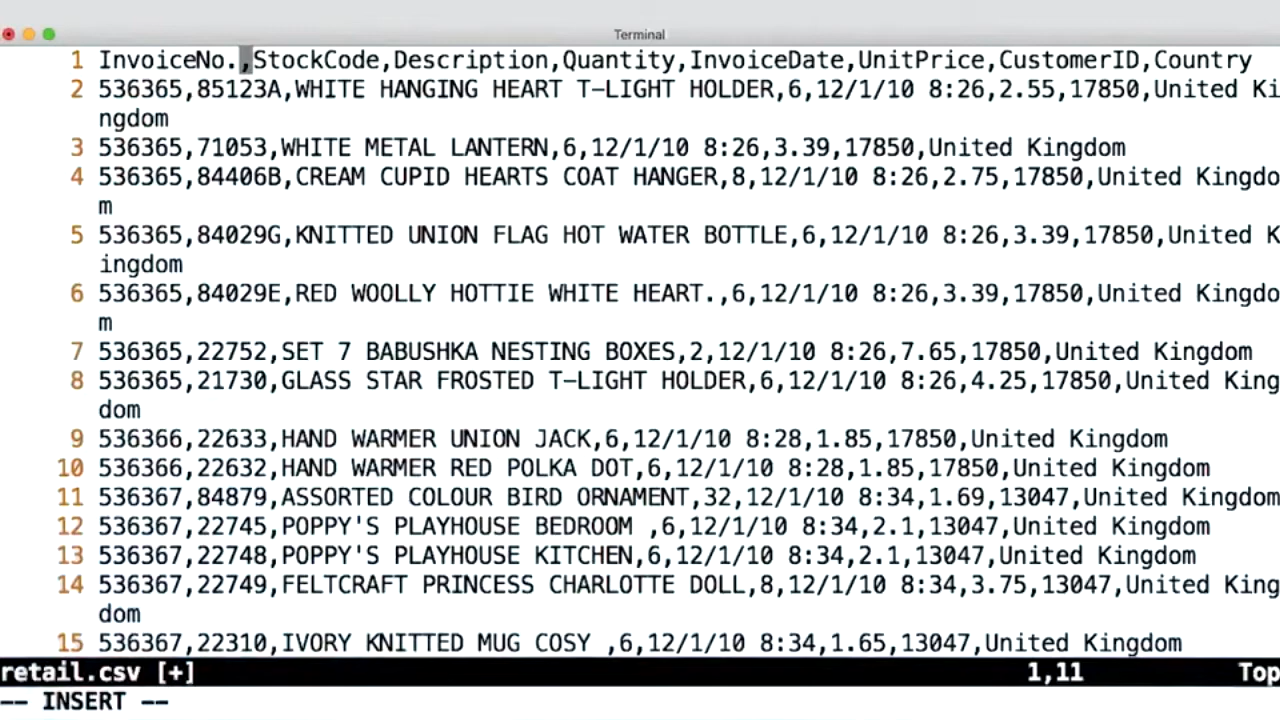 Terminal
1 InvoiceNo.,StockCode,Description,Quantity,InvoiceDate,UnitPrice,CustomerID,Country
2 536365,85123A,WHITE HANGING HEART T-LIGHT HOLDER,6,12/1/10 8:26,2.55,17850,United Ki
ngdom
3 536365,71053,WHITE METAL LANTERN,6,12/1/10 8:26,3.39,17850,United Kingdom
4 536365,84406B,CREAM CUPID HEARTS COAT HANGER,8,12/1/10 8:26,2.75,17850,United Kingdo
m
5 536365,84029G,KNITTED UNION FLAG HOT WATER BOTTLE,6,12/1/10 8:26,3.39,17850,United K
ingdom
6 536365,84029E,RED WOOLLY HOTTIE WHITE HEART.,6,12/1/10 8:26,3.39,17850,United Kingdo
m
7 536365,22752,SET 7 BABUSHKA NESTING BOXES,2,12/1/10 8:26,7.65,17850,United Kingdom
8 536365,21730,GLASS STAR FROSTED T-LIGHT HOLDER,6,12/1/10 8:26,4.25,17850,United King
dom
9 536366,22633,HAND WARMER UNION JACK,6,12/1/10 8:28,1.85,17850,United Kingdom
10 536366,22632,HAND WARMER RED POLKA DOT,6,12/1/10 8:28,1.85,17850,United Kingdom
11 536367,84879,ASSORTED COLOUR BIRD ORNAMENT,32,12/1/10 8:34,1.69,13047,United Kingdom
12 536367,22745,POPPY'S PLAYHOUSE BEDROOM ,6,12/1/10 8:34,2.1,13047,United Kingdom
13 536367,22748,POPPY'S PLAYHOUSE KITCHEN,6,12/1/10 8:34,2.1,13047,United Kingdom
14 536367,22749,FELTCRAFT PRINCESS CHARLOTTE DOLL,8,12/1/10 8:34,3.75,13047,United King
dom
15 536367,22310,IVORY KNITTED MUG COSY ,6,12/1/10 8:34,1.65,13047,United Kingdom
retail.csv [+] 1,11 Top
-- INSERT --